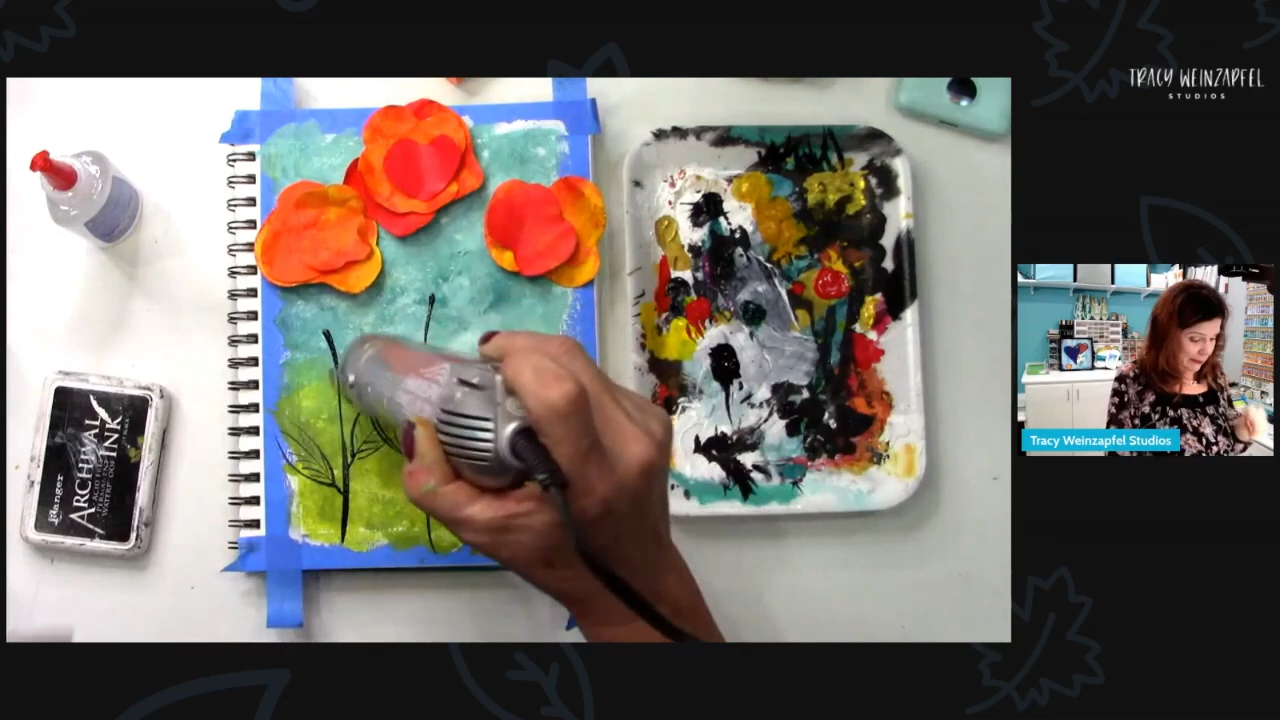 TRACY WEINZAPFEL
STUDIOS
Tracy Weinzapfel Studios
Ranger
ARCHIVAL
INK